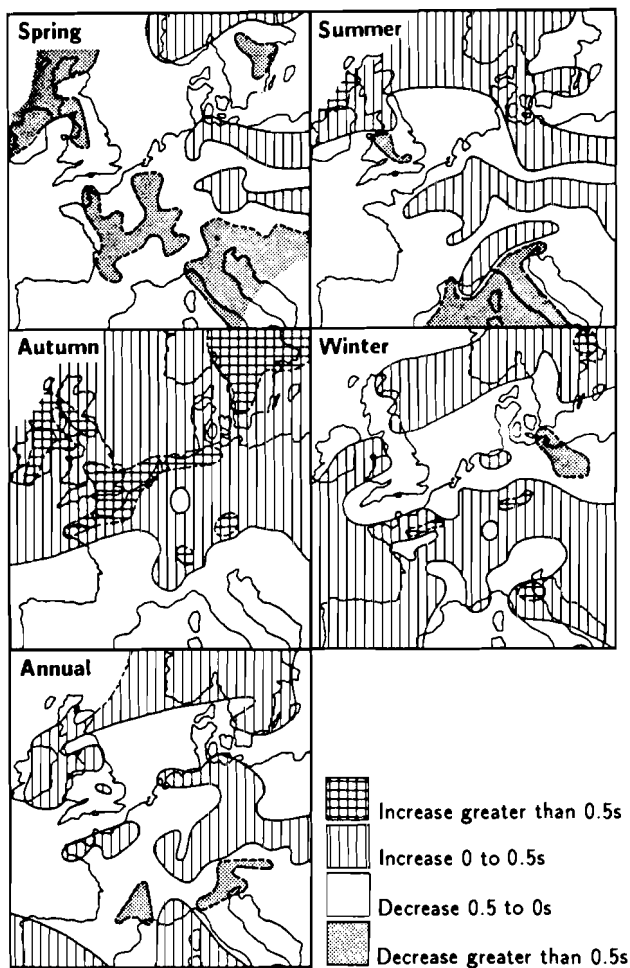 Spring
Summer
Autumn
Winter
Annual
Increase greater than 0.5s
Increase 0 to 0.5s
Decrease 0.5 to 0s
Decrease greater than 0.5s